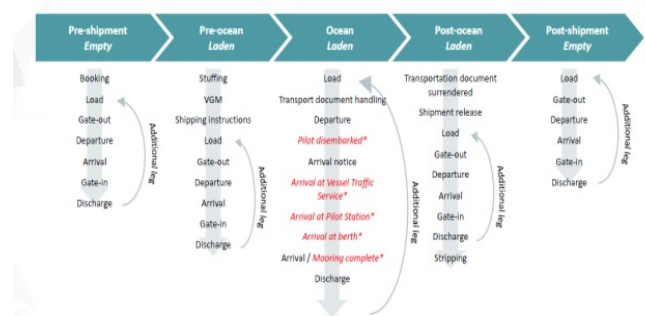 Pre-shipment
Empty
Pre-ocean
Laden
Ocean
Laden
Post-ocean
Laden
Post-shipment
Empty
Booking
Load
Gate-out
Departure
Arrival
Gate-in
Discharge
Additional leg
Stuffing
VGM
Shipping instructions
Load
Gate-out
Departure
Arrival
Gate-in
Discharge
Additional leg
Load
Transport document handling
Departure
Pilot disembarked*
Arrival notice
Arrival at Vessel Traffic
Service*
Arrival at Pilot Station*
Arrival at berth*
Arrival / Mooring complete*
Discharge
Additional leg
Transportation document
surrendered
Shipment release
Load
Gate-out
Departure
Arrival
Gate-in
Discharge
Stripping
Additional leg
Load
Gate-out
Departure
Arrival
Gate-in
Discharge
Additional leg